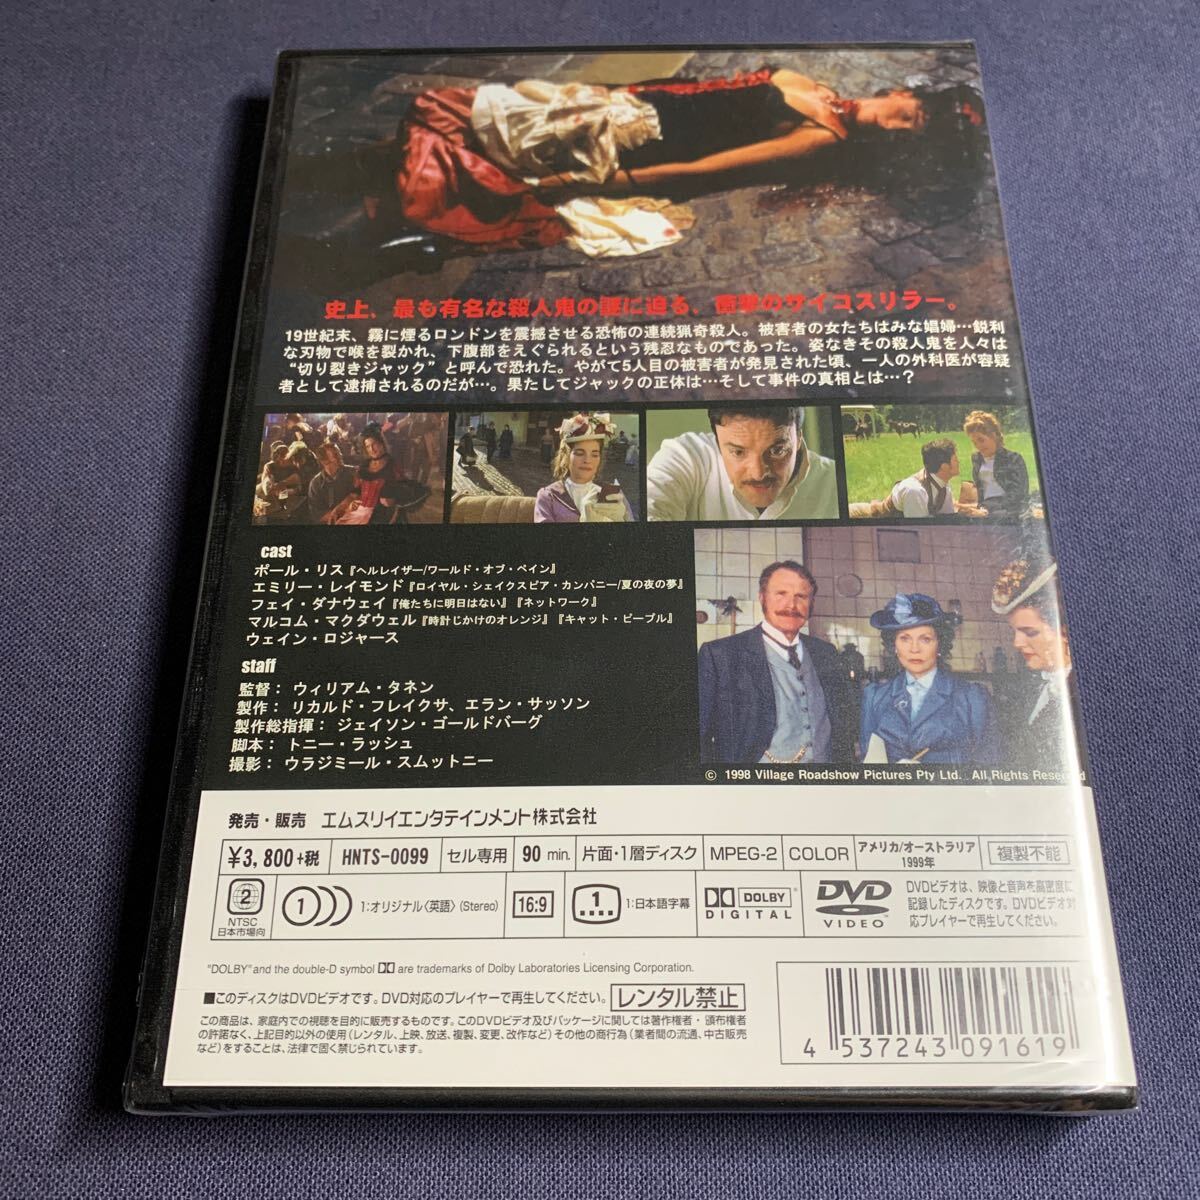 史上、最も有名な殺人鬼の謎に迫る、衝撃のサイコスリラー。
19世紀末、霧に煙るロンドンを震撼させる恐怖の連続猟奇殺人。被害者の女たちはみな娼婦…鋭利
な刃物で喉を裂かれ、下腹部をえぐられるという残忍なものであった。姿なきその殺人鬼を人々は
“切り裂きジャック”と呼んで恐れた。やがて5人目の被害者が発見された頃、一人の外科医が容疑
者として逮捕されるのだが…。果たしてジャックの正体は…そして事件の真相とは…?
cast
ポール・リス『ヘルレイザー/ワールド・オブ・ペイン』
エミリー・レイモンド『ロイヤル・シェイクスピア・カンパニー/夏の夜の夢』
フェイ・ダナウェイ『俺たちに明日はない』『ネットワーク』
マルコム・マクダウェル『時計じかけのオレンジ』『キャット・ピープル』
ウェイン・ロジャース
staff
監督： ウィリアム・タネン
製作： リカルド・フレイクサ、エラン・サッソン
製作総指揮： ジェイソン・ゴールドバーグ
脚本： トニー・ラッシュ
撮影： ウラジミール・スムットニー
© 1998 Village Roadshow Pictures Pty Ltd. All Rights Reserved
発売・販売 エムスリイエンタテインメント株式会社
¥3,800+税 HNTS-0099 セル専用 90 min. 片面・1層ディスク MPEG-2 COLOR アメリカ/オーストラリア 1999年 複製不能
2 NTSC 日本市場向 1 1:オリジナル〈英語〉(Stereo) 16:9 1 1:日本語字幕 DOLBY DIGITAL DVD VIDEO
DVDビデオは、映像と音声を高密度に
記録したディスクです。DVDビデオ対
応プレイヤーで再生してください。
"DOLBY" and the double-D symbol are trademarks of Dolby Laboratories Licensing Corporation.
■このディスクはDVDビデオです。DVD対応のプレイヤーで再生してください。 レンタル禁止
この商品は、家庭内での視聴を目的に販売するものです。このDVDビデオ及びパッケージに関しては著作権者・頒布権者
の許諾なく、上記目的以外の使用(レンタル、上映、放送、複製、変更、改作など)その他の商行為(業者間の流通、中古販売
など)をすることは、法律で固く禁じられています。
4 537243 091619